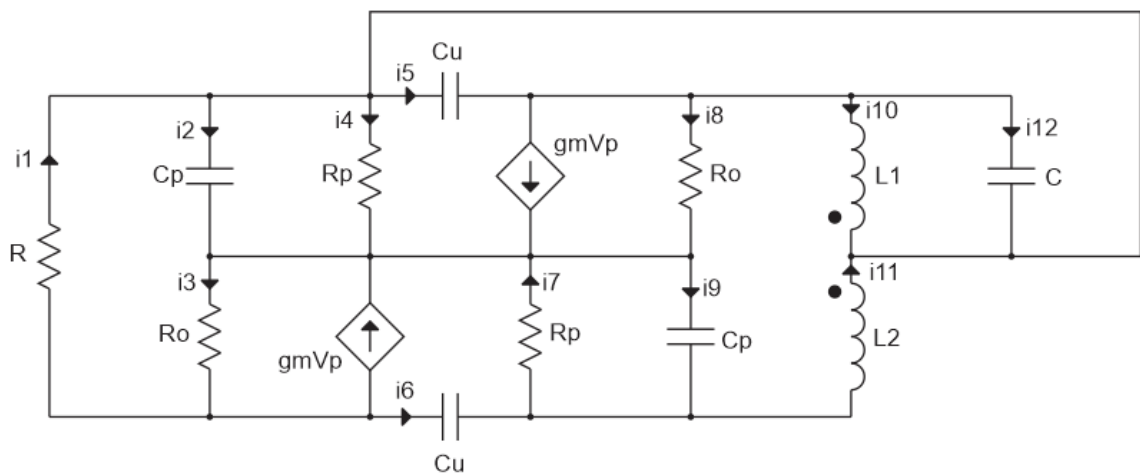 Cu
i5
i2
i4
i8
i10
i12
i1
gmVp
Cp
Rp
Ro
L1
C
R
i3
i7
i9
i11
Ro
gmVp
Rp
Cp
L2
i6
Cu